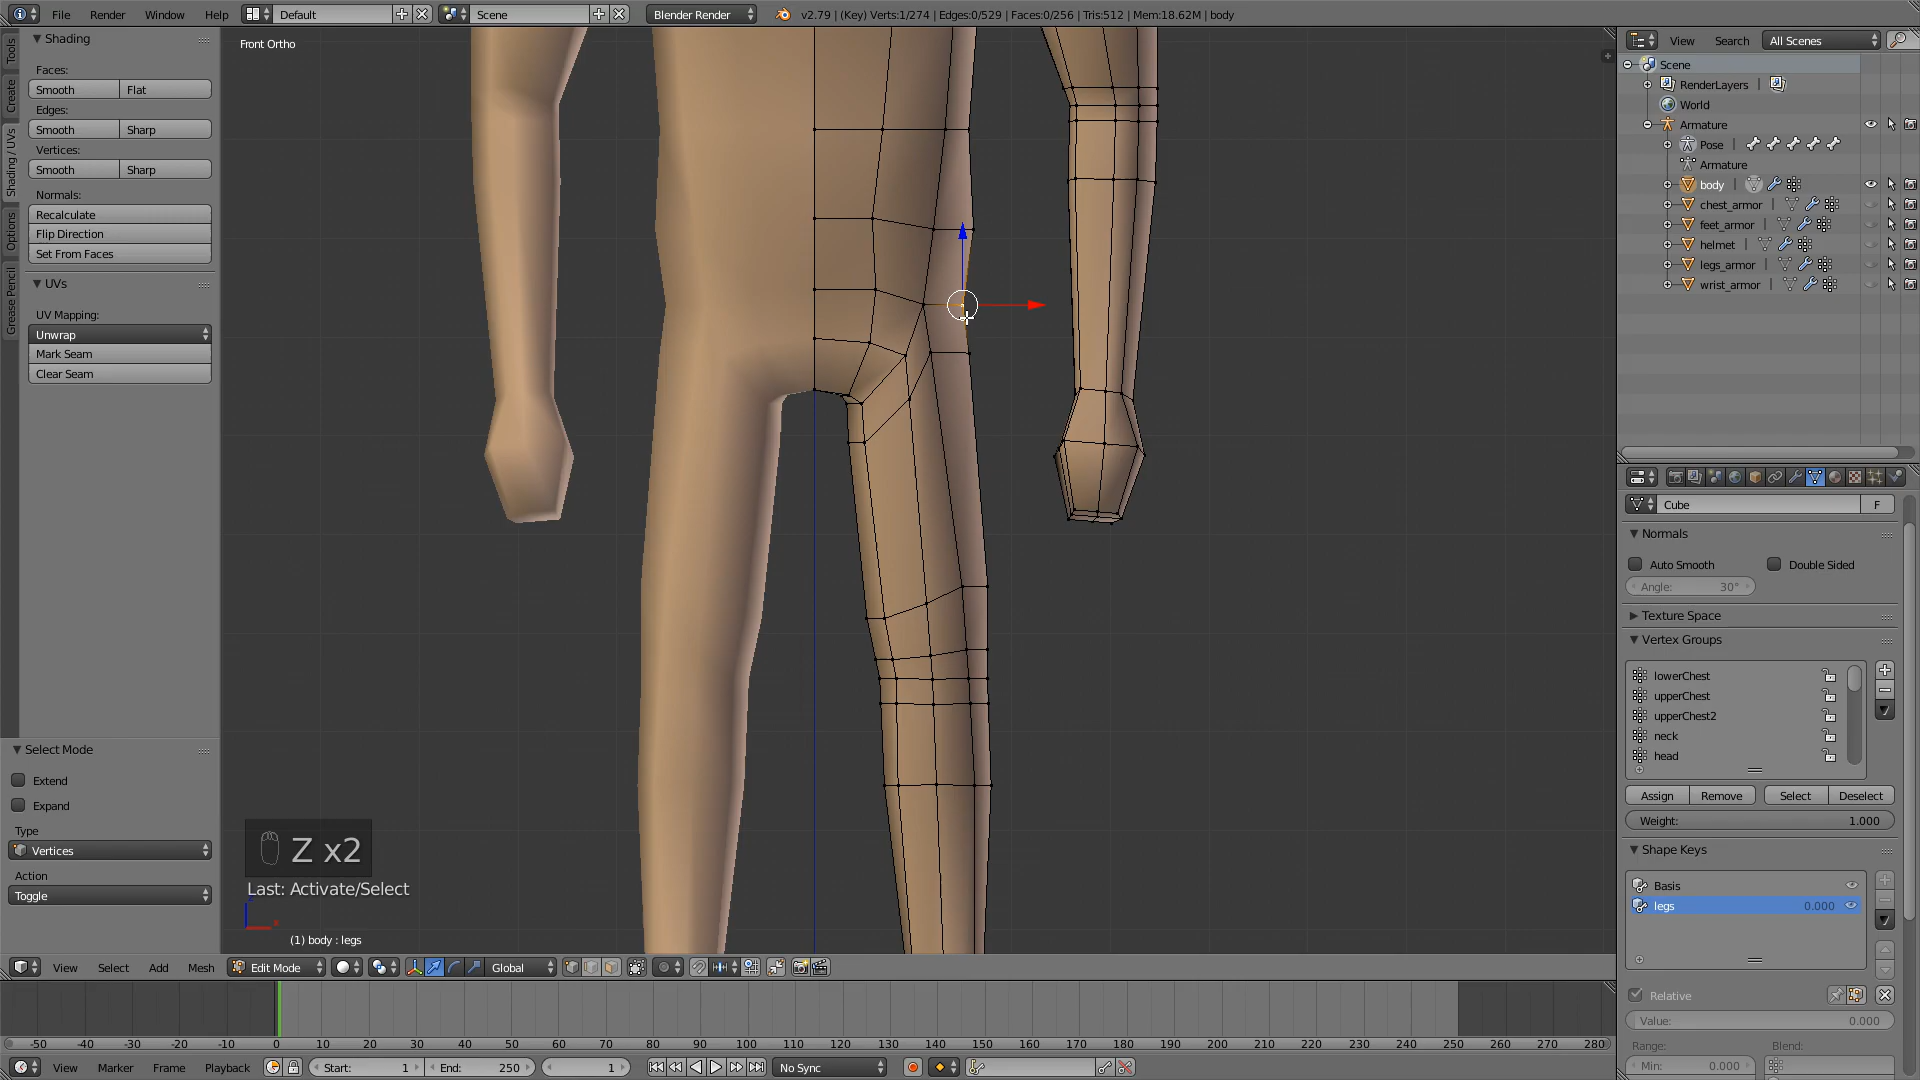 File Render Window Help Default Scene Blender Render v2.79 | (Key) Verts:1/274 | Edges:0/529 | Faces:0/256 | Tris:512 | Mem:18.62M | body
Tools
Create
Shading / UVs
Options
Grease Pencil
Shading
Faces:
Smooth Flat
Edges:
Smooth Sharp
Vertices:
Smooth Sharp
Normals:
Recalculate
Flip Direction
Set From Faces
UVs
UV Mapping:
Unwrap
Mark Seam
Clear Seam
Select Mode
Extend
Expand
Type
Vertices
Action
Toggle
Front Ortho
Z x2
Last: Activate/Select
(1) body : legs
View Select Add Mesh Edit Mode Global
-50 -40 -30 -20 -10 0 10 20 30 40 50 60 70 80 90 100 110 120 130 140 150 160 170 180 190 200 210 220 230 240 250 260 270 280
View Marker Frame Playback Start: 1 End: 250 1 No Sync
View Search All Scenes
Scene
RenderLayers
World
Armature
Pose
Armature
body
chest_armor
feet_armor
helmet
legs_armor
wrist_armor
Cube F
Normals
Auto Smooth Double Sided
Angle: 30°
Texture Space
Vertex Groups
lowerChest
upperChest
upperChest2
neck
head
Assign Remove Select Deselect
Weight: 1.000
Shape Keys
Basis
legs 0.000
Relative
Value: 0.000
Range: Blend:
Min: 0.000